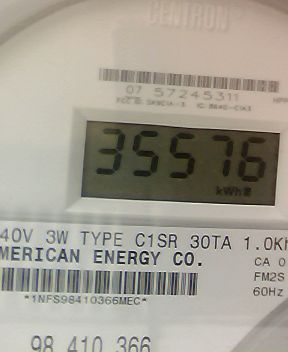 CENTRON®
07 57245311
35576
kWh
40V 3W TYPE C1SR 30TA 1.0K
MERICAN ENERGY CO.
CA 0
FM2S
60Hz
*1NFS98410366MEC*
98 410 366